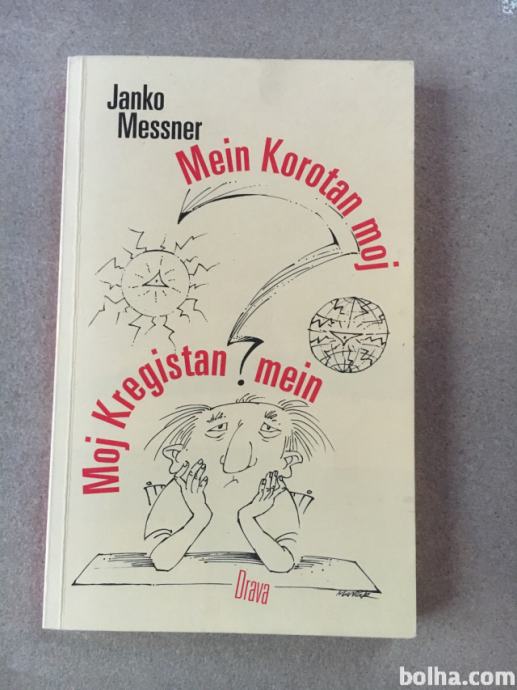 Janko
Messner
Mein Korotan moj
Moj Kregistan mein
?
Drava
bolha.com